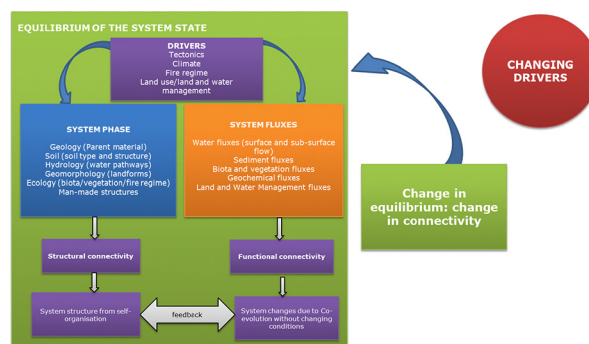 EQUILIBRIUM OF THE SYSTEM STATE
DRIVERS
Tectonics
Climate
Fire regime
Land use/land and water
management
SYSTEM PHASE
Geology (Parent material)
Soil (soil type and structure)
Hydrology (water pathways)
Geomorphology (landforms)
Ecology (biota/vegetation/fire regime)
Man-made structures
SYSTEM FLUXES
Water fluxes (surface and sub-surface
flow)
Sediment fluxes
Biota and vegetation fluxes
Geochemical fluxes
Land and Water Management fluxes
Structural connectivity
Functional connectivity
System structure from self-
organisation
feedback
System changes due to Co-
evolution without changing
conditions
CHANGING
DRIVERS
Change in
equilibrium: change
in connectivity